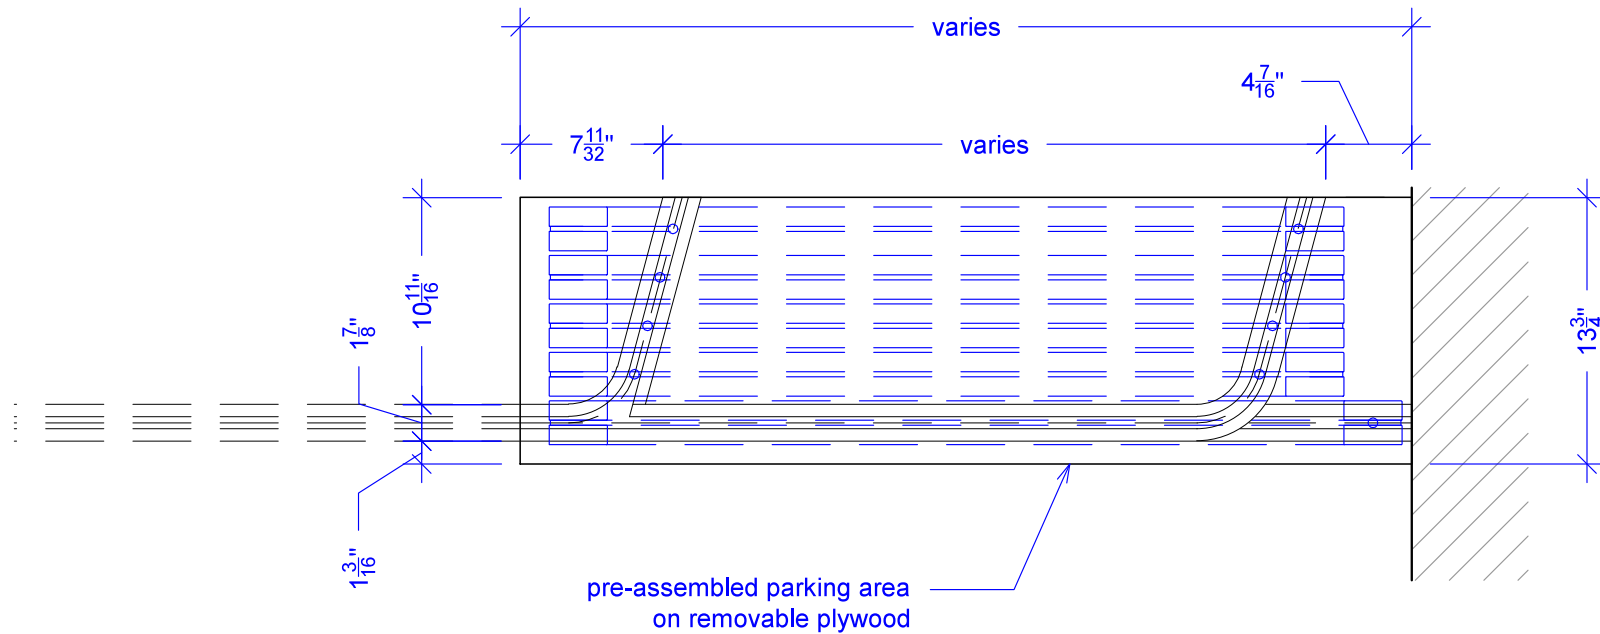 varies
4 7/16"
7 11/32"
varies
10 11/16"
1 7/8"
13 3/4"
1 3/16"
pre-assembled parking area
on removable plywood